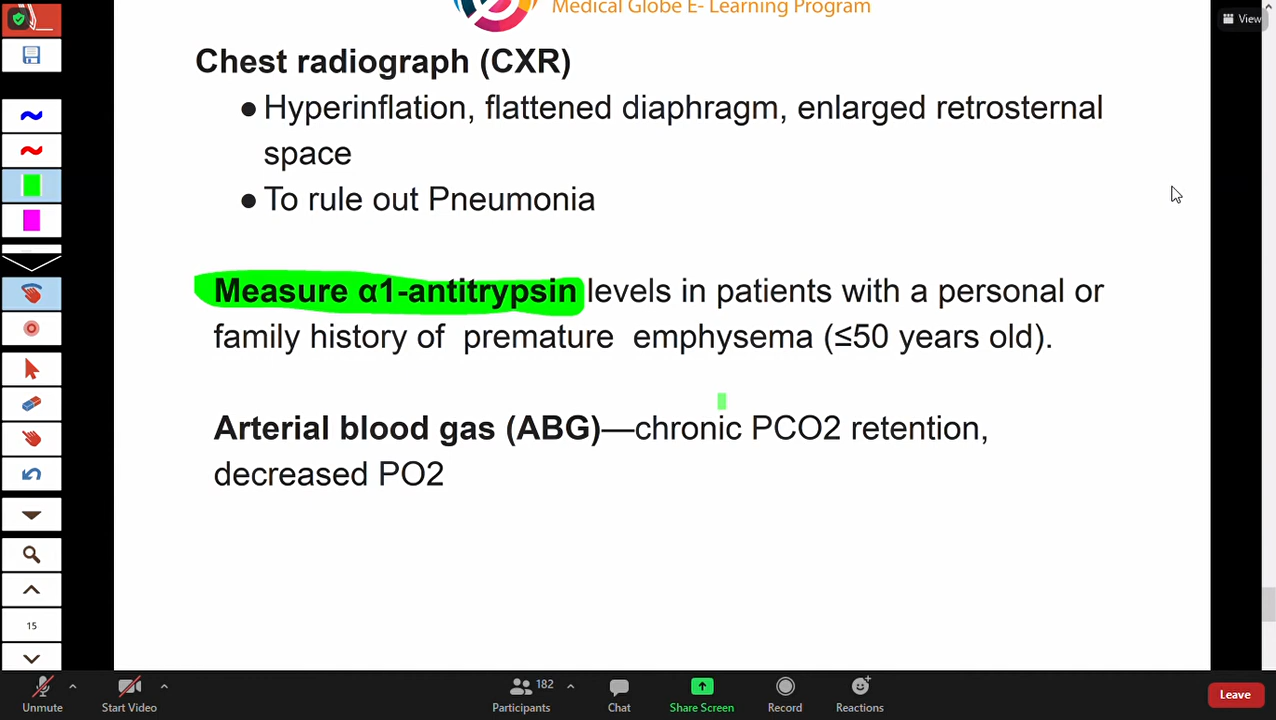 Medical Globe E- Learning Program
View
Chest radiograph (CXR)
● Hyperinflation, flattened diaphragm, enlarged retrosternal
space
● To rule out Pneumonia
Measure α1-antitrypsin levels in patients with a personal or
family history of premature emphysema (≤50 years old).
Arterial blood gas (ABG)—chronic PCO2 retention,
decreased PO2
15
182
Unmute
Start Video
Participants
Chat
Share Screen
Record
Reactions
Leave